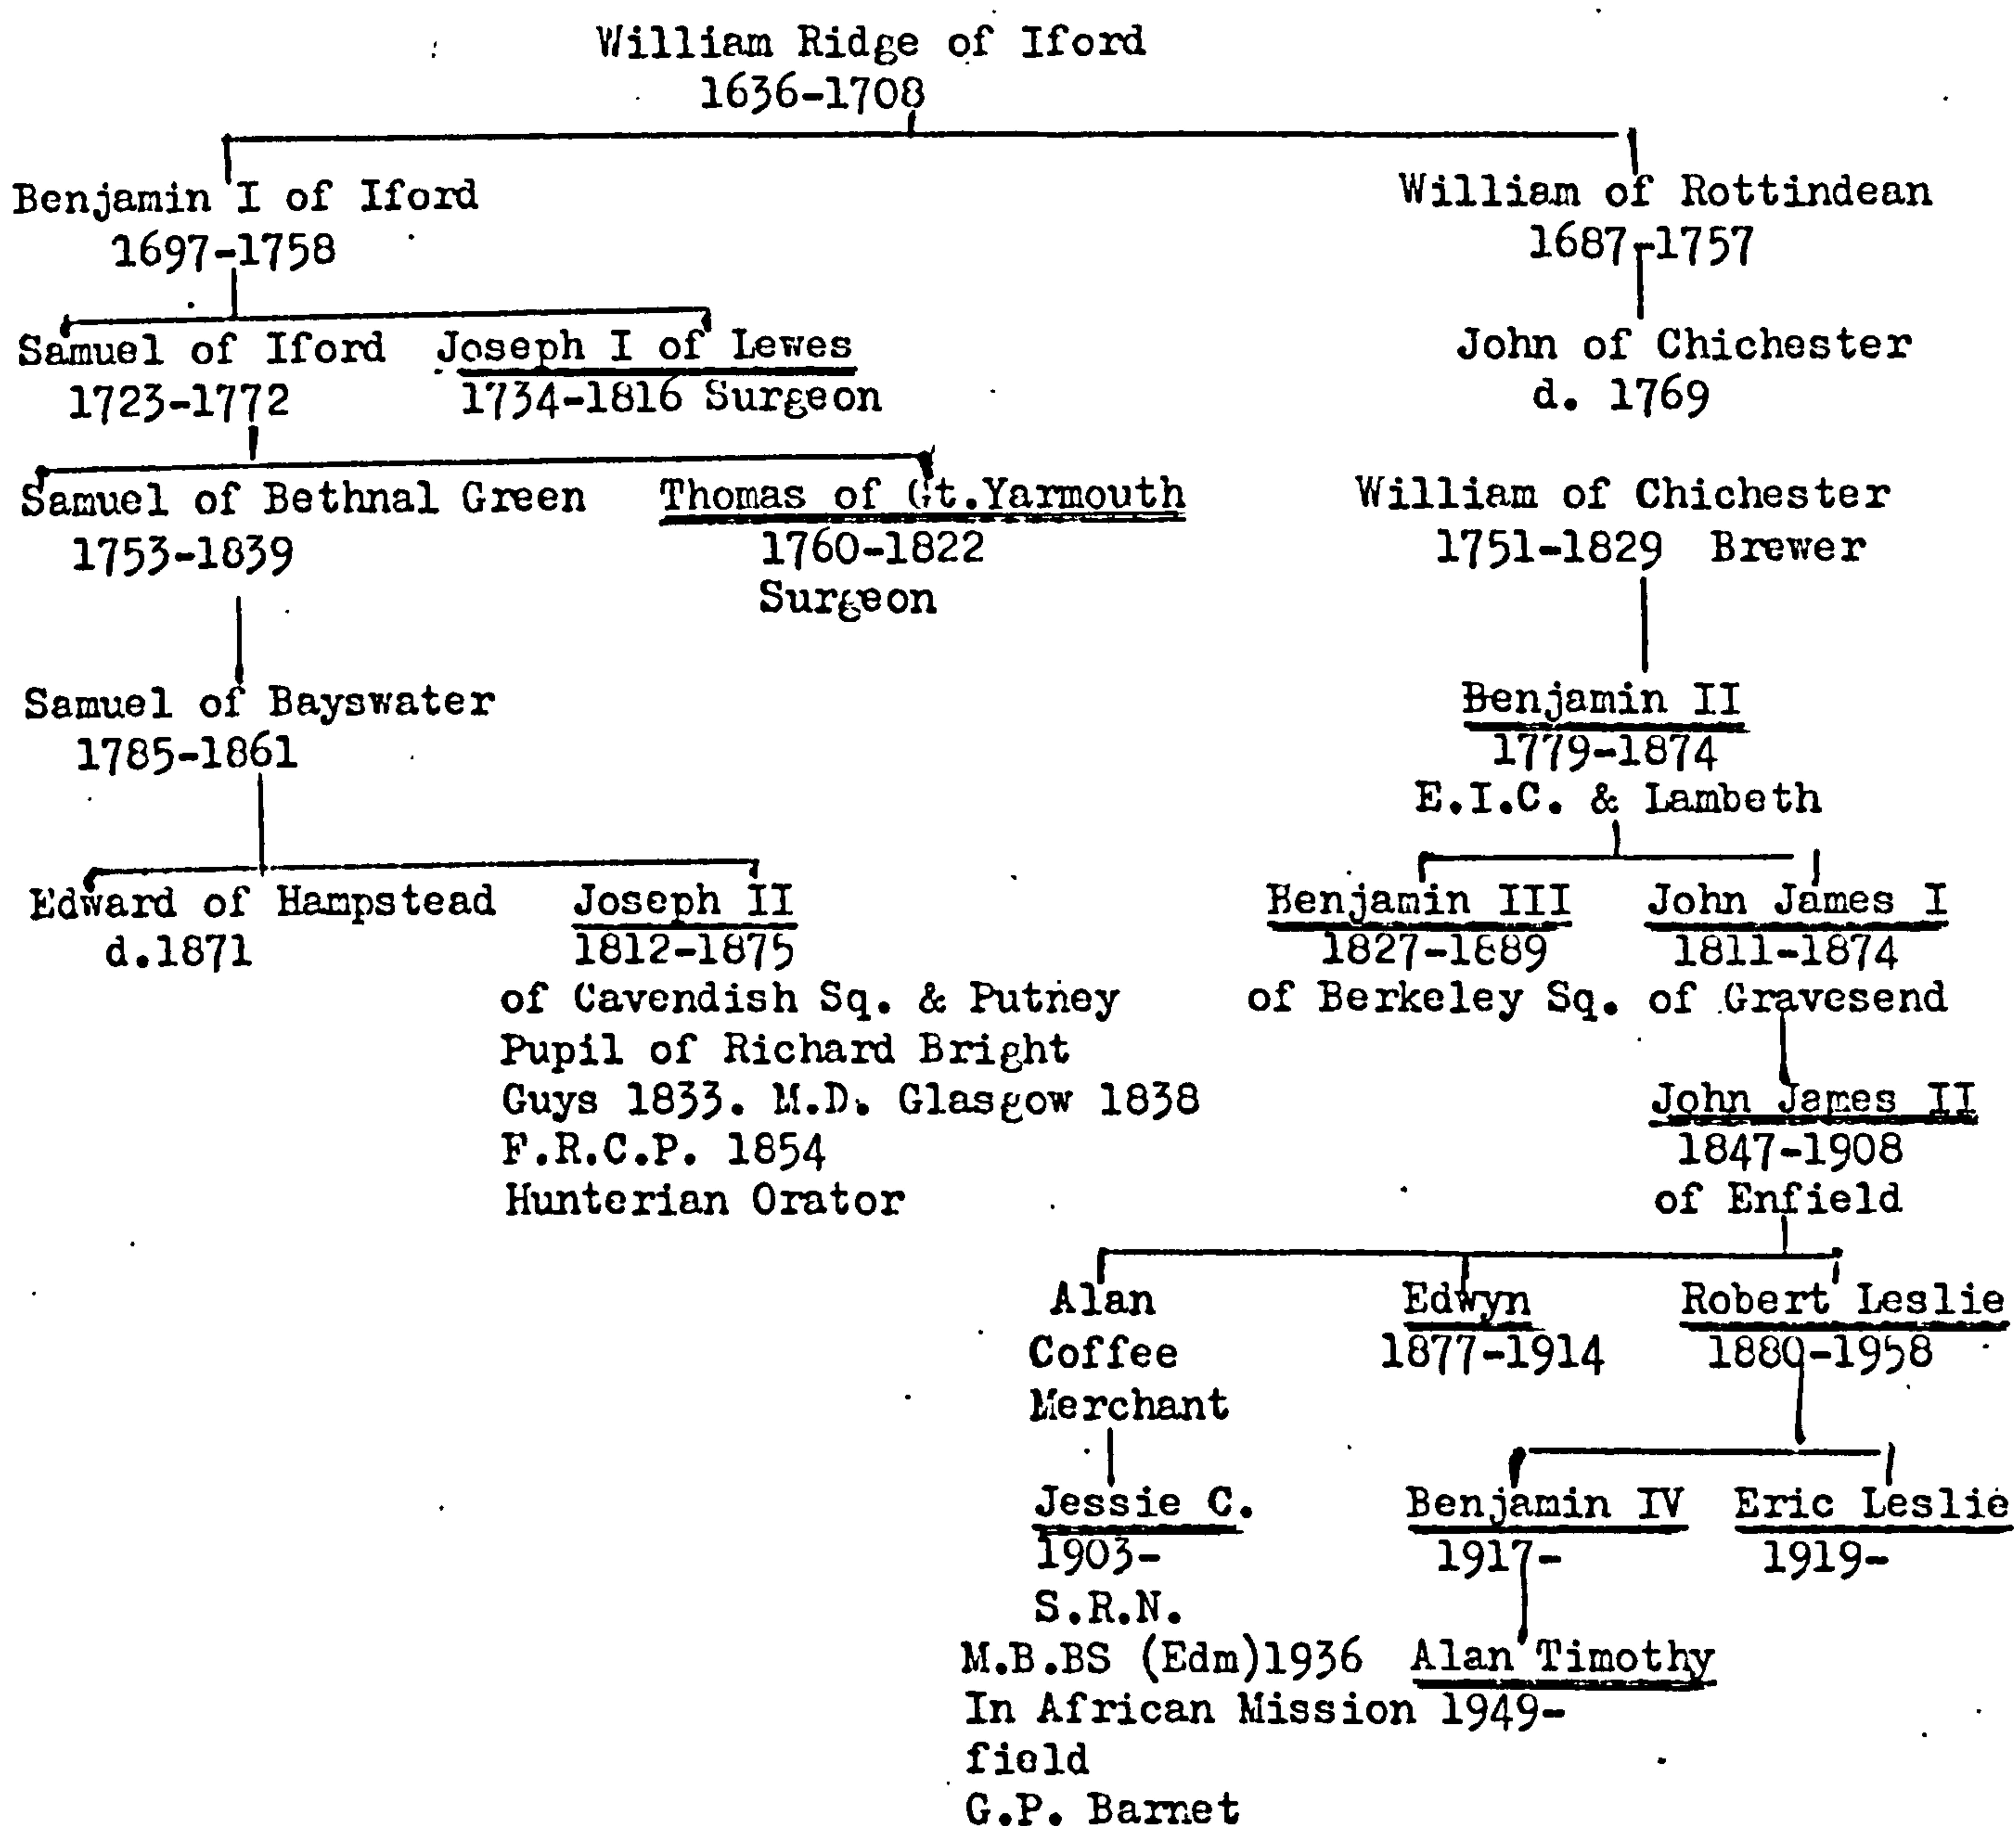 William Ridge of Iford
1636-1708
Benjamin I of Iford
1697-1758
William of Rottindean
1687-1757
Samuel of Iford
1723-1772
Joseph I of Lewes
1734-1816 Surgeon
John of Chichester
d. 1769
Samuel of Bethnal Green
1753-1839
Thomas of Gt.Yarmouth
1760-1822
Surgeon
William of Chichester
1751-1829 Brewer
Samuel of Bayswater
1785-1861
Benjamin II
1779-1874
E.I.C. & Lambeth
Edward of Hampstead
d.1871
Joseph II
1812-1875
of Cavendish Sq. & Putney
Pupil of Richard Bright
Guys 1833. M.D. Glasgow 1838
F.R.C.P. 1854
Hunterian Orator
Benjamin III
1827-1889
of Berkeley Sq.
John James I
1811-1874
of Gravesend
John James II
1847-1908
of Enfield
Alan
Coffee
Merchant
Edwyn
1877-1914
Robert Leslie
1880-1958
Jessie C.
1903-
S.R.N.
M.B.BS (Edm)1936
In African Mission
field
G.P. Barnet
Benjamin IV
1917-
Eric Leslie
1919-
Alan Timothy
1949-